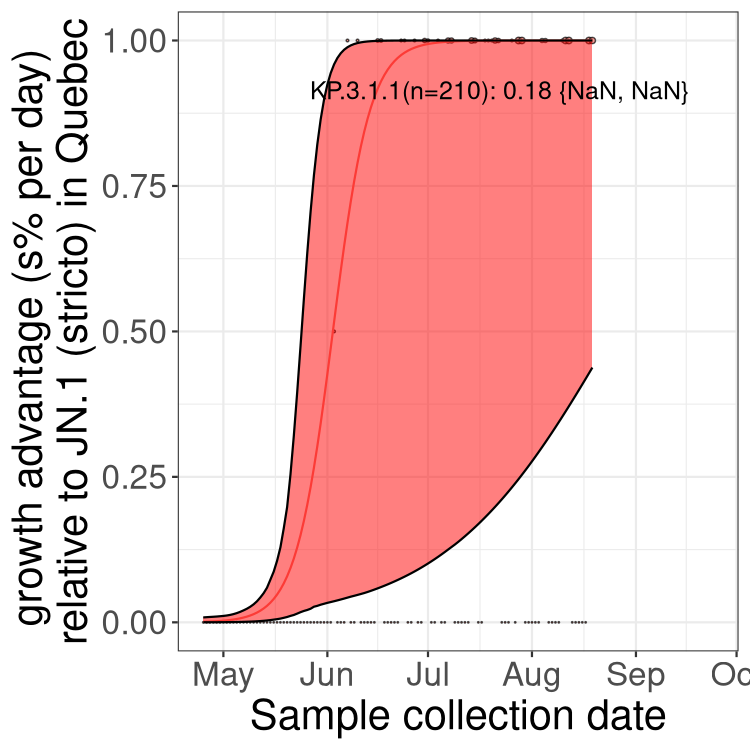 growth advantage (s% per day)
relative to JN.1 (stricto) in Quebec
1.00
0.75
0.50
0.25
0.00
KP.3.1.1(n=210): 0.18 {NaN, NaN}
May Jun Jul Aug Sep Oc
Sample collection date